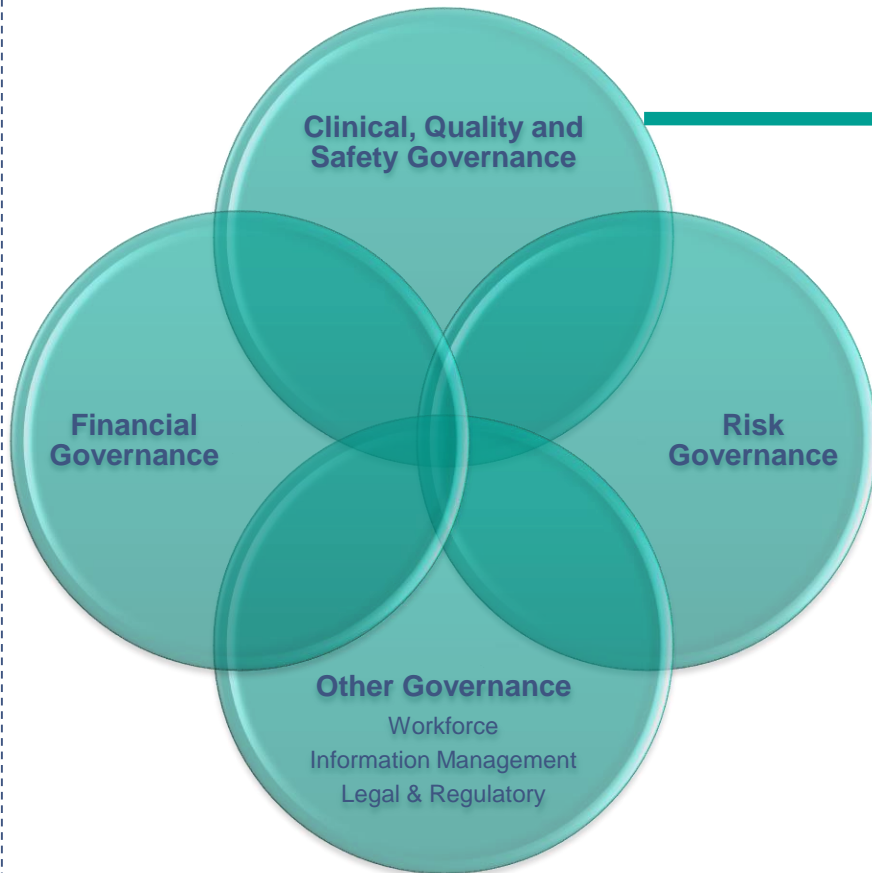 Clinical, Quality and
Safety Governance
Financial
Governance
Risk
Governance
Other Governance
Workforce
Information Management
Legal & Regulatory